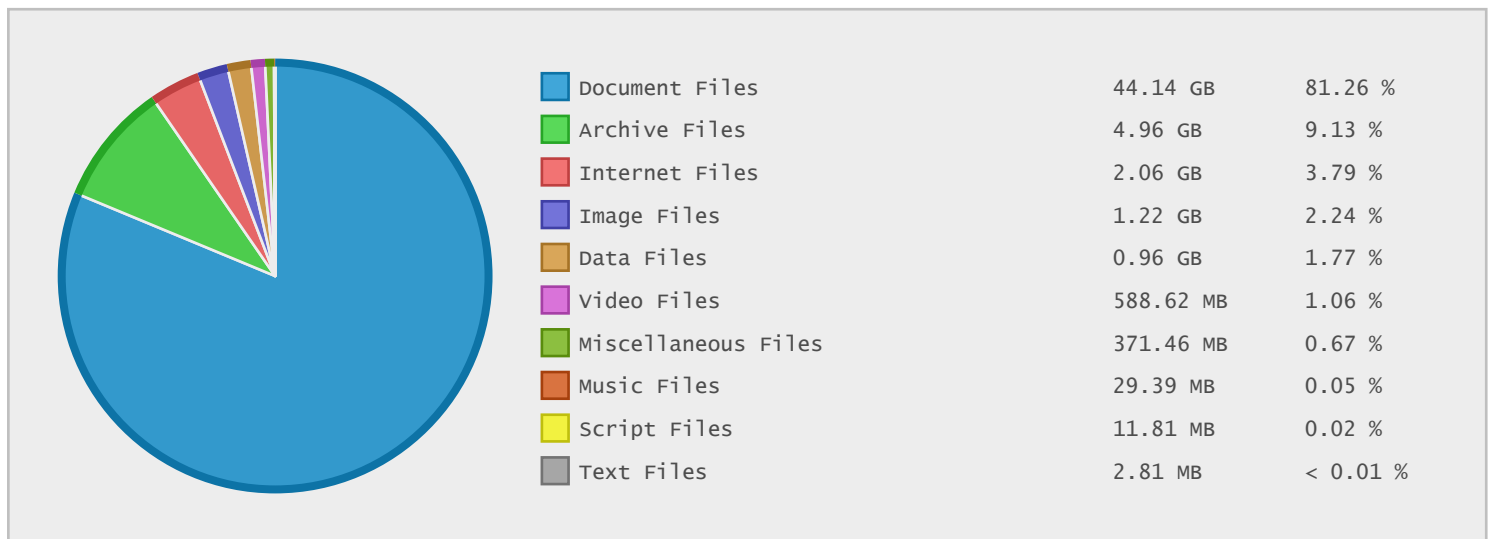 Document Files 44.14 GB 81.26 %
Archive Files 4.96 GB 9.13 %
Internet Files 2.06 GB 3.79 %
Image Files 1.22 GB 2.24 %
Data Files 0.96 GB 1.77 %
Video Files 588.62 MB 1.06 %
Miscellaneous Files 371.46 MB 0.67 %
Music Files 29.39 MB 0.05 %
Script Files 11.81 MB 0.02 %
Text Files 2.81 MB < 0.01 %